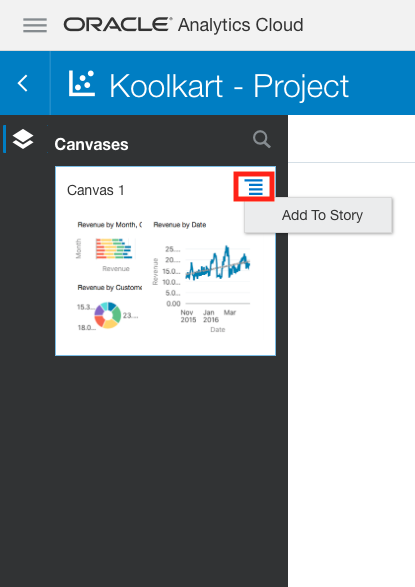 ORACLE Analytics Cloud
Koolkart - Project
Canvases
Canvas 1
Add To Story
Revenue by Month, C
Month
Revenue
Revenue by Date
Revenue
25....
20....
15....
10....
5.0...
0.00
Nov
2015
Jan
2016
Mar
Date
Revenue by Custome
15.3...
18.0...
23...